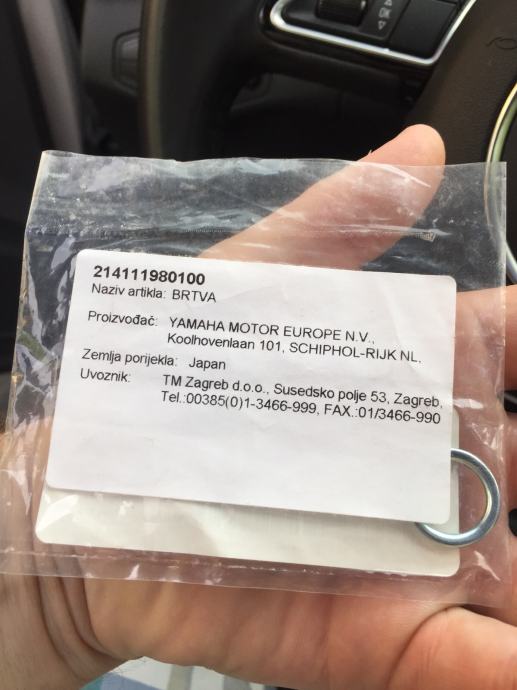 214111980100
Naziv artikla: BRTVA
Proizvođač: YAMAHA MOTOR EUROPE N.V.,
Koolhovenlaan 101, SCHIPHOL-RIJK NL,
Zemlja porijekla: Japan
Uvoznik: TM Zagreb d.o.o., Susedsko polje 53, Zagreb,
Tel.:00385(0)1-3466-999, FAX.:01/3466-990
OK